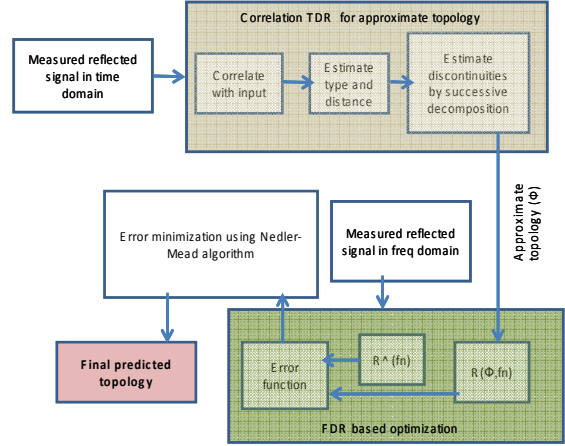 Correlation TDR for approximate topology
Measured reflected
signal in time
domain
Correlate
with input
Estimate
type and
distance
Estimate
discontinuities
by successive
decomposition
Approximate
topology (Φ)
Error minimization using Nedler-
Mead algorithm
Measured reflected
signal in freq domain
Final predicted
topology
Error
function
R^(fn)
R(Φ,fn)
FDR based optimization